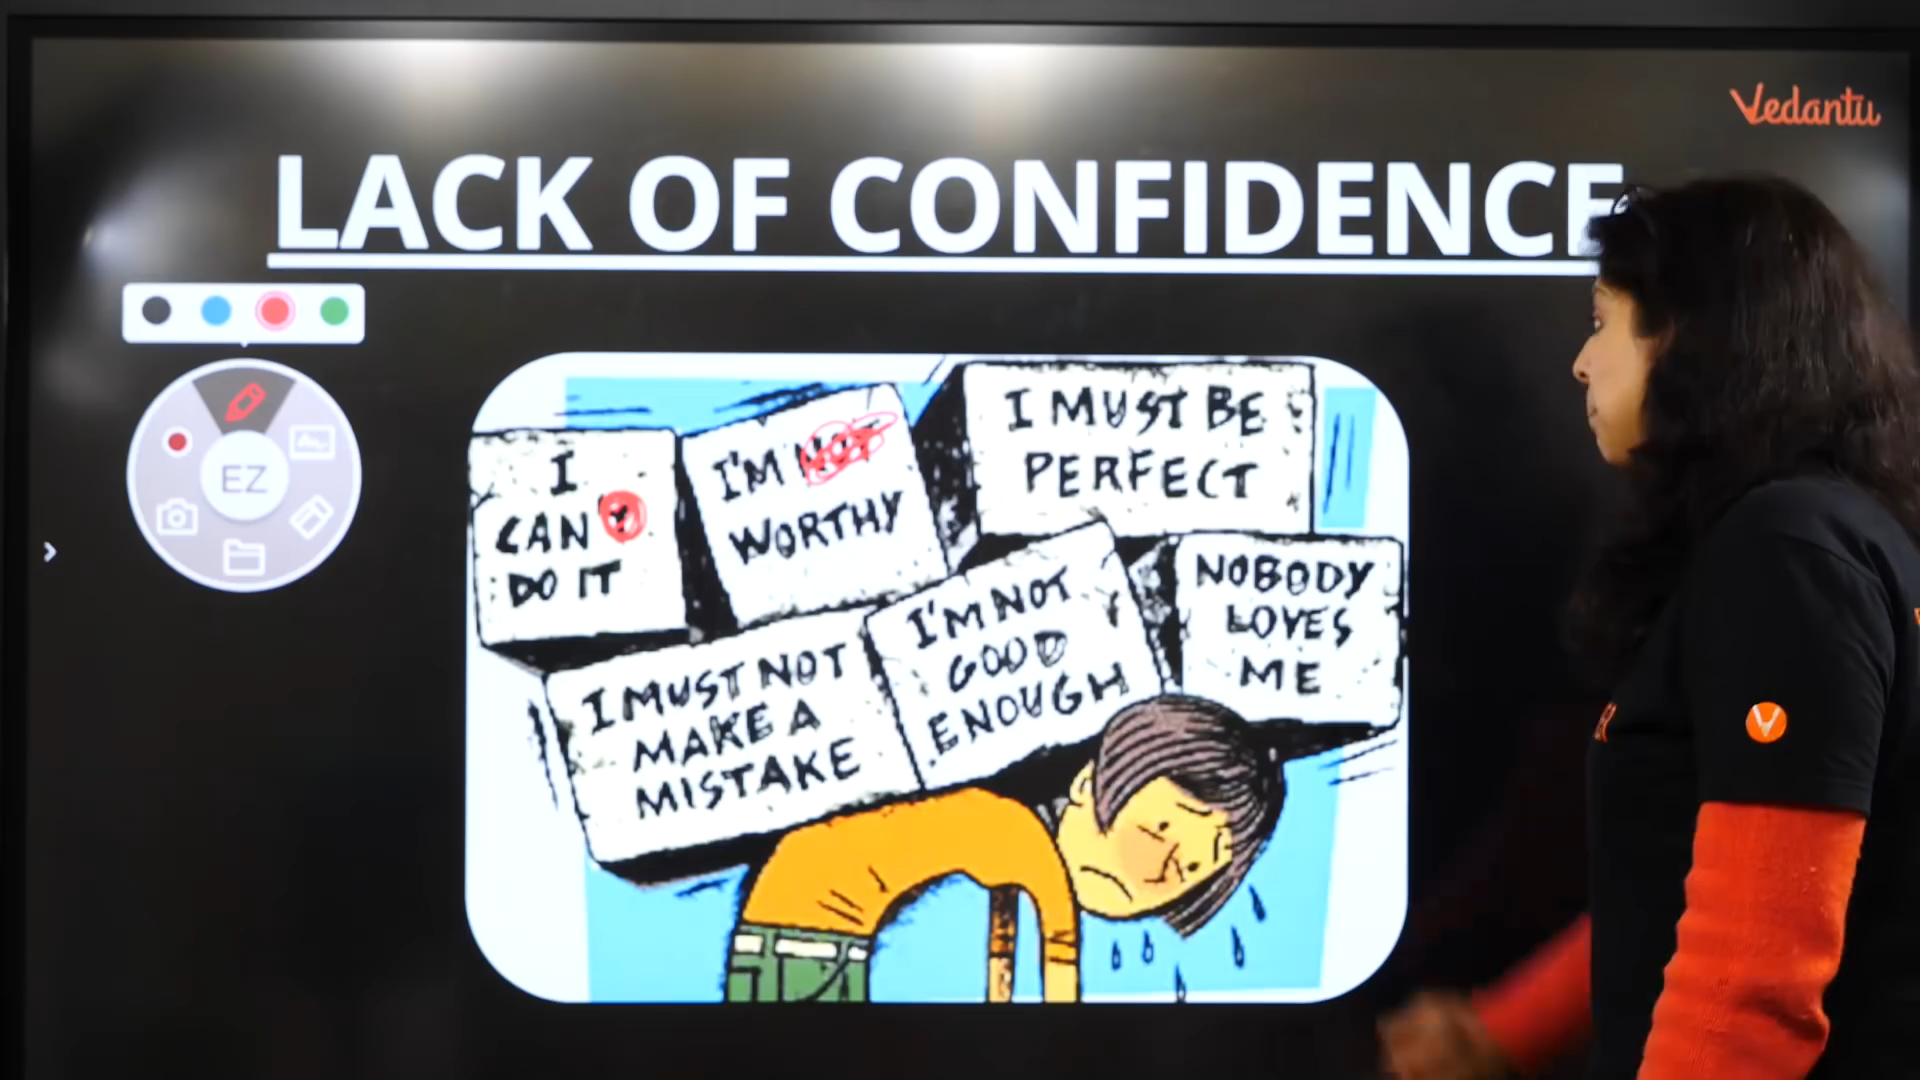 Vedantu
LACK OF CONFIDENCE
EZ
I
CAN
DO IT
I'M NOT
WORTHY
I MUST BE
PERFECT
I MUST NOT
MAKE A
MISTAKE
I'M NOT
GOOD
ENOUGH
NOBODY
LOVES
ME
V